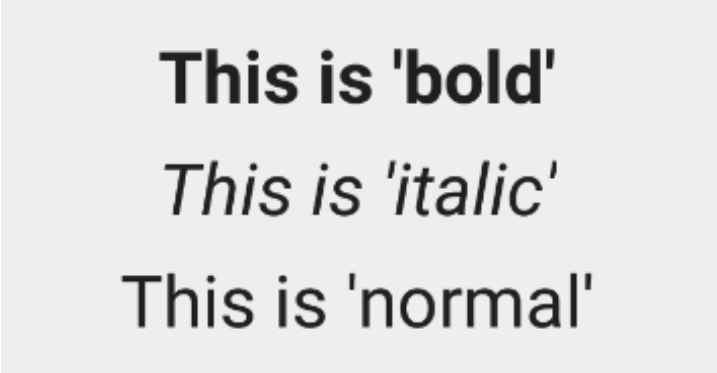 This is 'bold'
This is 'italic'
This is 'normal'